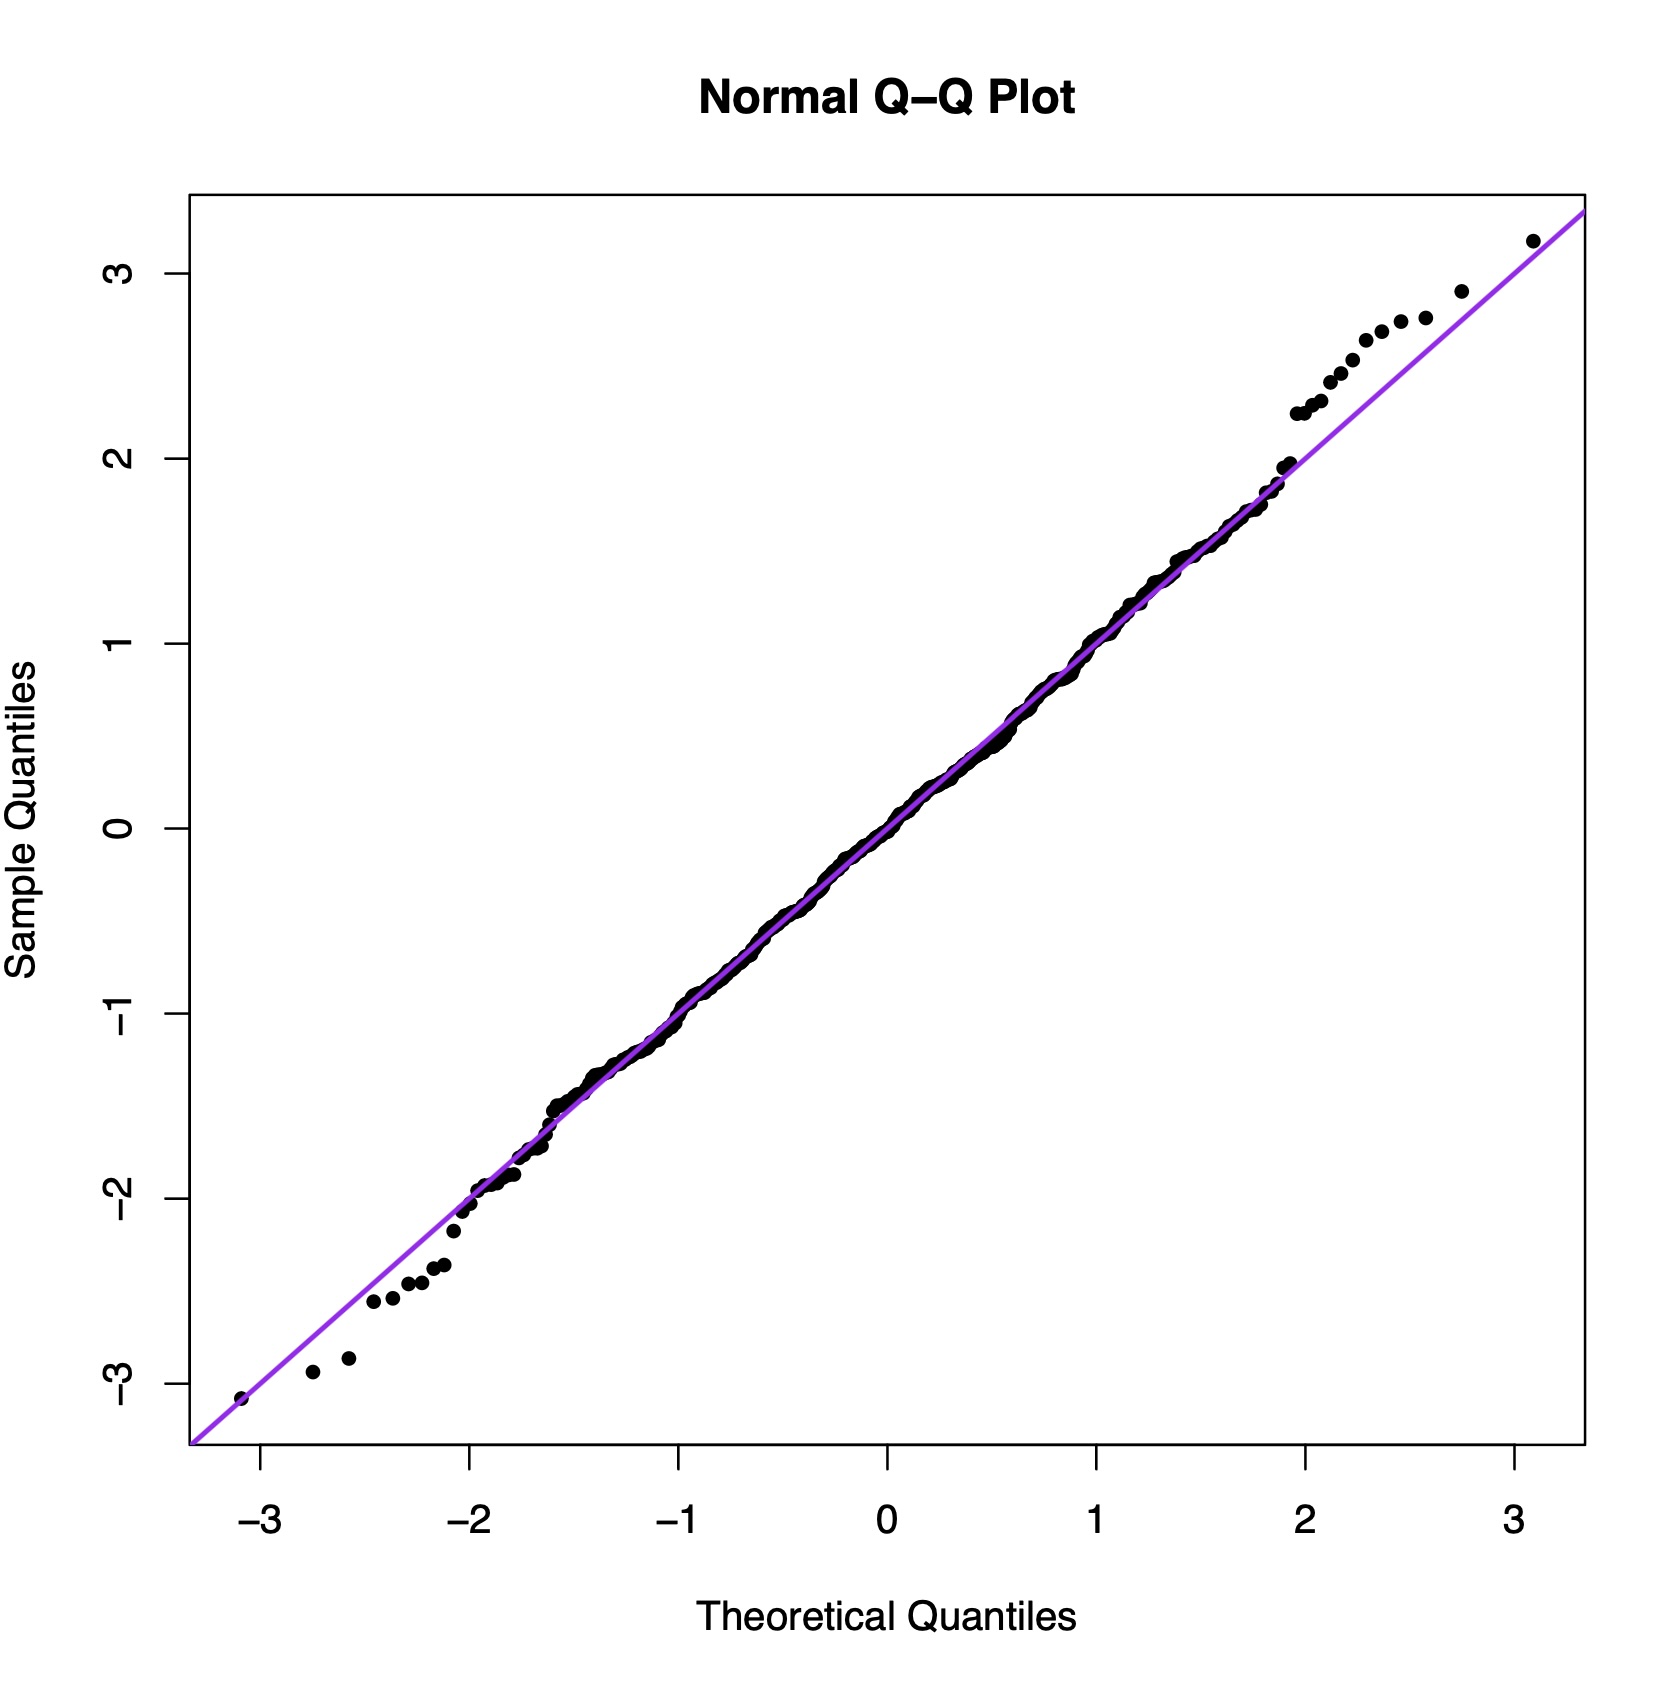 Normal Q–Q Plot
Sample Quantiles
3
2
1
0
−1
−2
−3
−3 −2 −1 0 1 2 3
Theoretical Quantiles